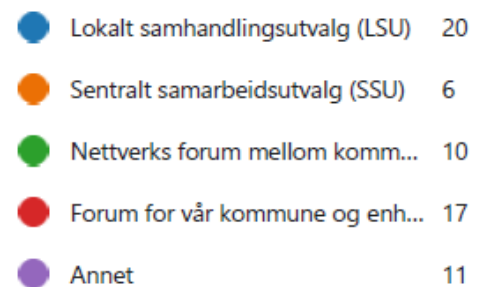 Lokalt samhandlingsutvalg (LSU) 20
Sentralt samarbeidsutvalg (SSU) 6
Nettverks forum mellom komm... 10
Forum for vår kommune og enh... 17
Annet 11